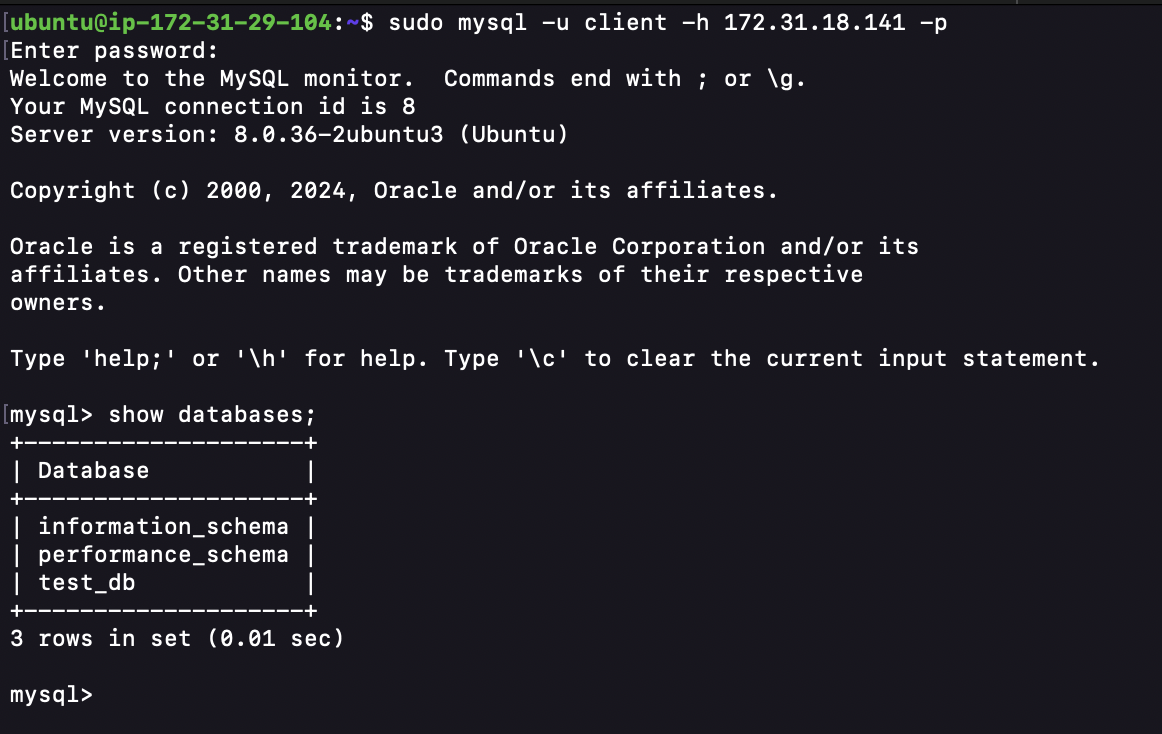 [ubuntu@ip-172-31-29-104:~$ sudo mysql -u client -h 172.31.18.141 -p
[Enter password:
Welcome to the MySQL monitor.  Commands end with ; or \g.
Your MySQL connection id is 8
Server version: 8.0.36-2ubuntu3 (Ubuntu)

Copyright (c) 2000, 2024, Oracle and/or its affiliates.

Oracle is a registered trademark of Oracle Corporation and/or its
affiliates. Other names may be trademarks of their respective
owners.

Type 'help;' or '\h' for help. Type '\c' to clear the current input statement.

[mysql> show databases;
+--------------------+
| Database           |
+--------------------+
| information_schema |
| performance_schema |
| test_db            |
+--------------------+
3 rows in set (0.01 sec)

mysql>